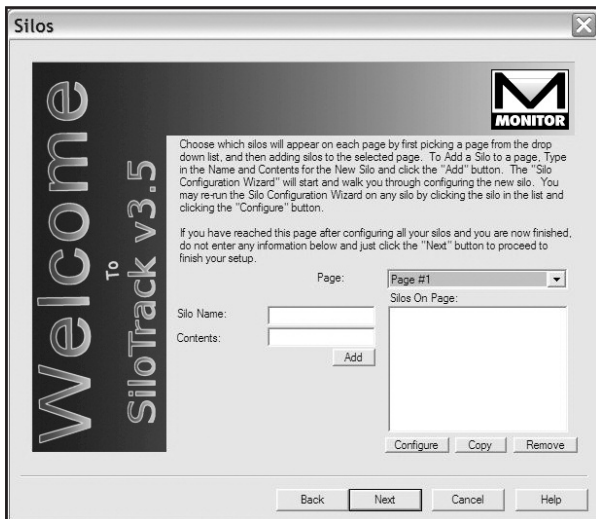 Silos
Welcome
To
SiloTrack v3.5
MONITOR
Choose which silos will appear on each page by first picking a page from the drop
down list, and then adding silos to the selected page. To Add a Silo to a page, Type
in the Name and Contents for the New Silo and click the "Add" button. The "Silo
Configuration Wizard" will start and walk you through configuring the new silo. You
may re-run the Silo Configuration Wizard on any silo by clicking the silo in the list and
clicking the "Configure" button.
If you have reached this page after configuring all your silos and you are now finished,
do not enter any information below and just click the "Next" button to proceed to
finish your setup.
Page: Page #1
Silos On Page:
Silo Name:
Contents:
Add
Configure Copy Remove
Back Next Cancel Help